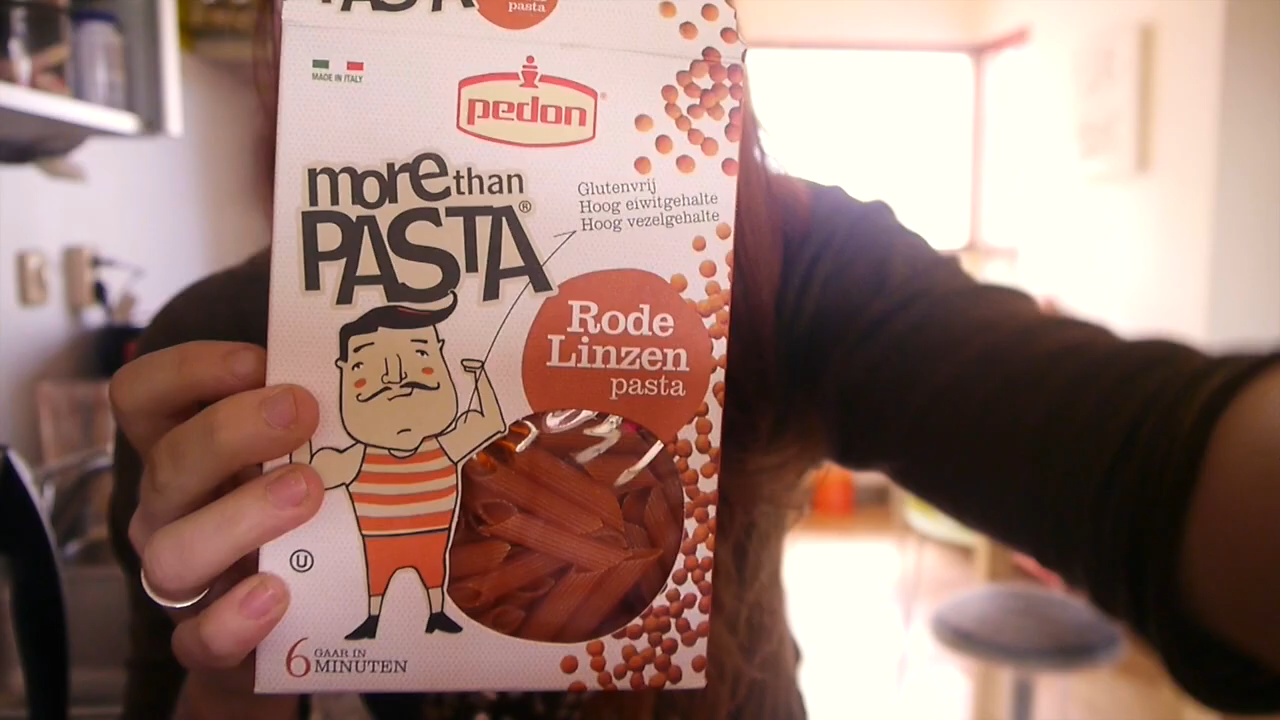 PASTA
pasta
MADE IN ITALY
pedon®
more than
PASTA®
Glutenvrij
Hoog eiwitgehalte
Hoog vezelgehalte
Rode
Linzen
pasta
U
6 GAAR IN
MINUTEN